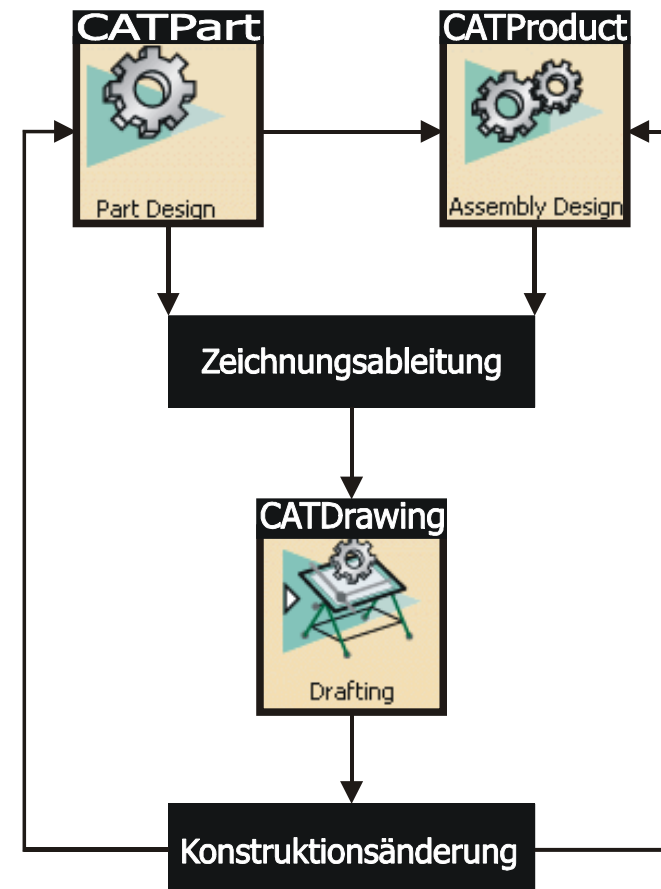 CATPart
Part Design
CATProduct
Assembly Design
Zeichnungsableitung
CATDrawing
Drafting
Konstruktionsänderung